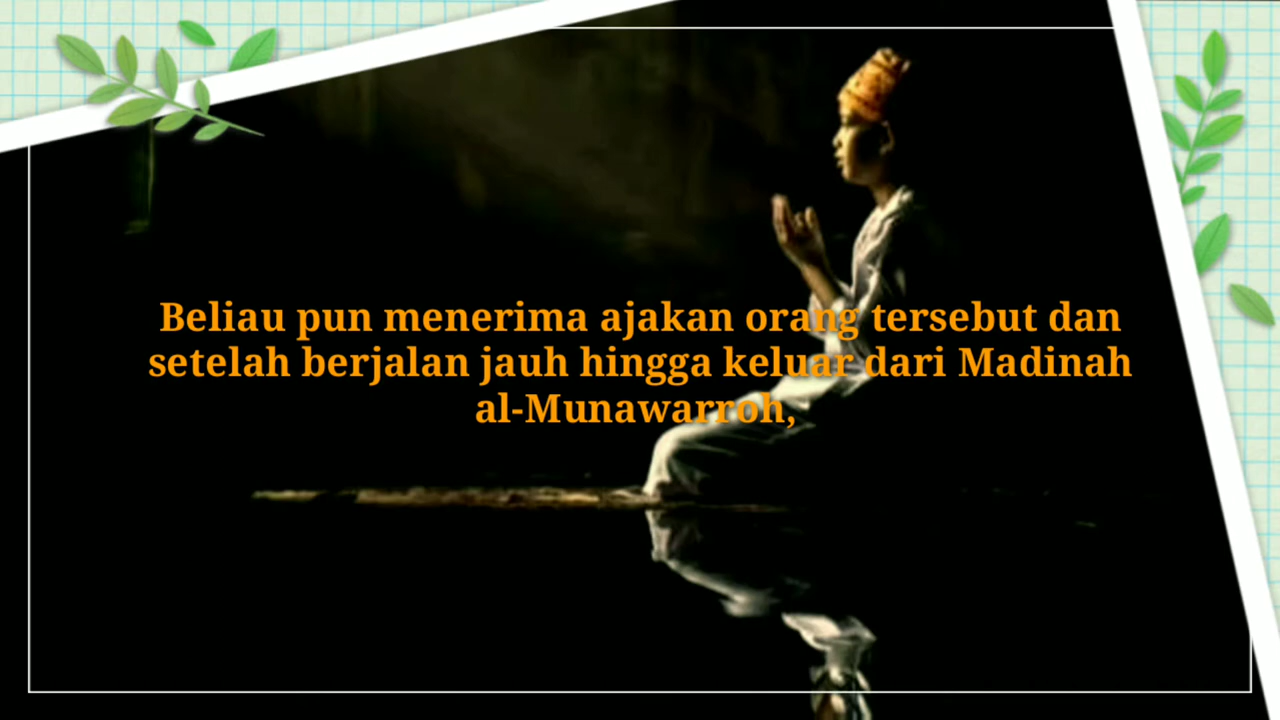 Beliau pun menerima ajakan orang tersebut dan
setelah berjalan jauh hingga keluar dari Madinah
al-Munawarroh,